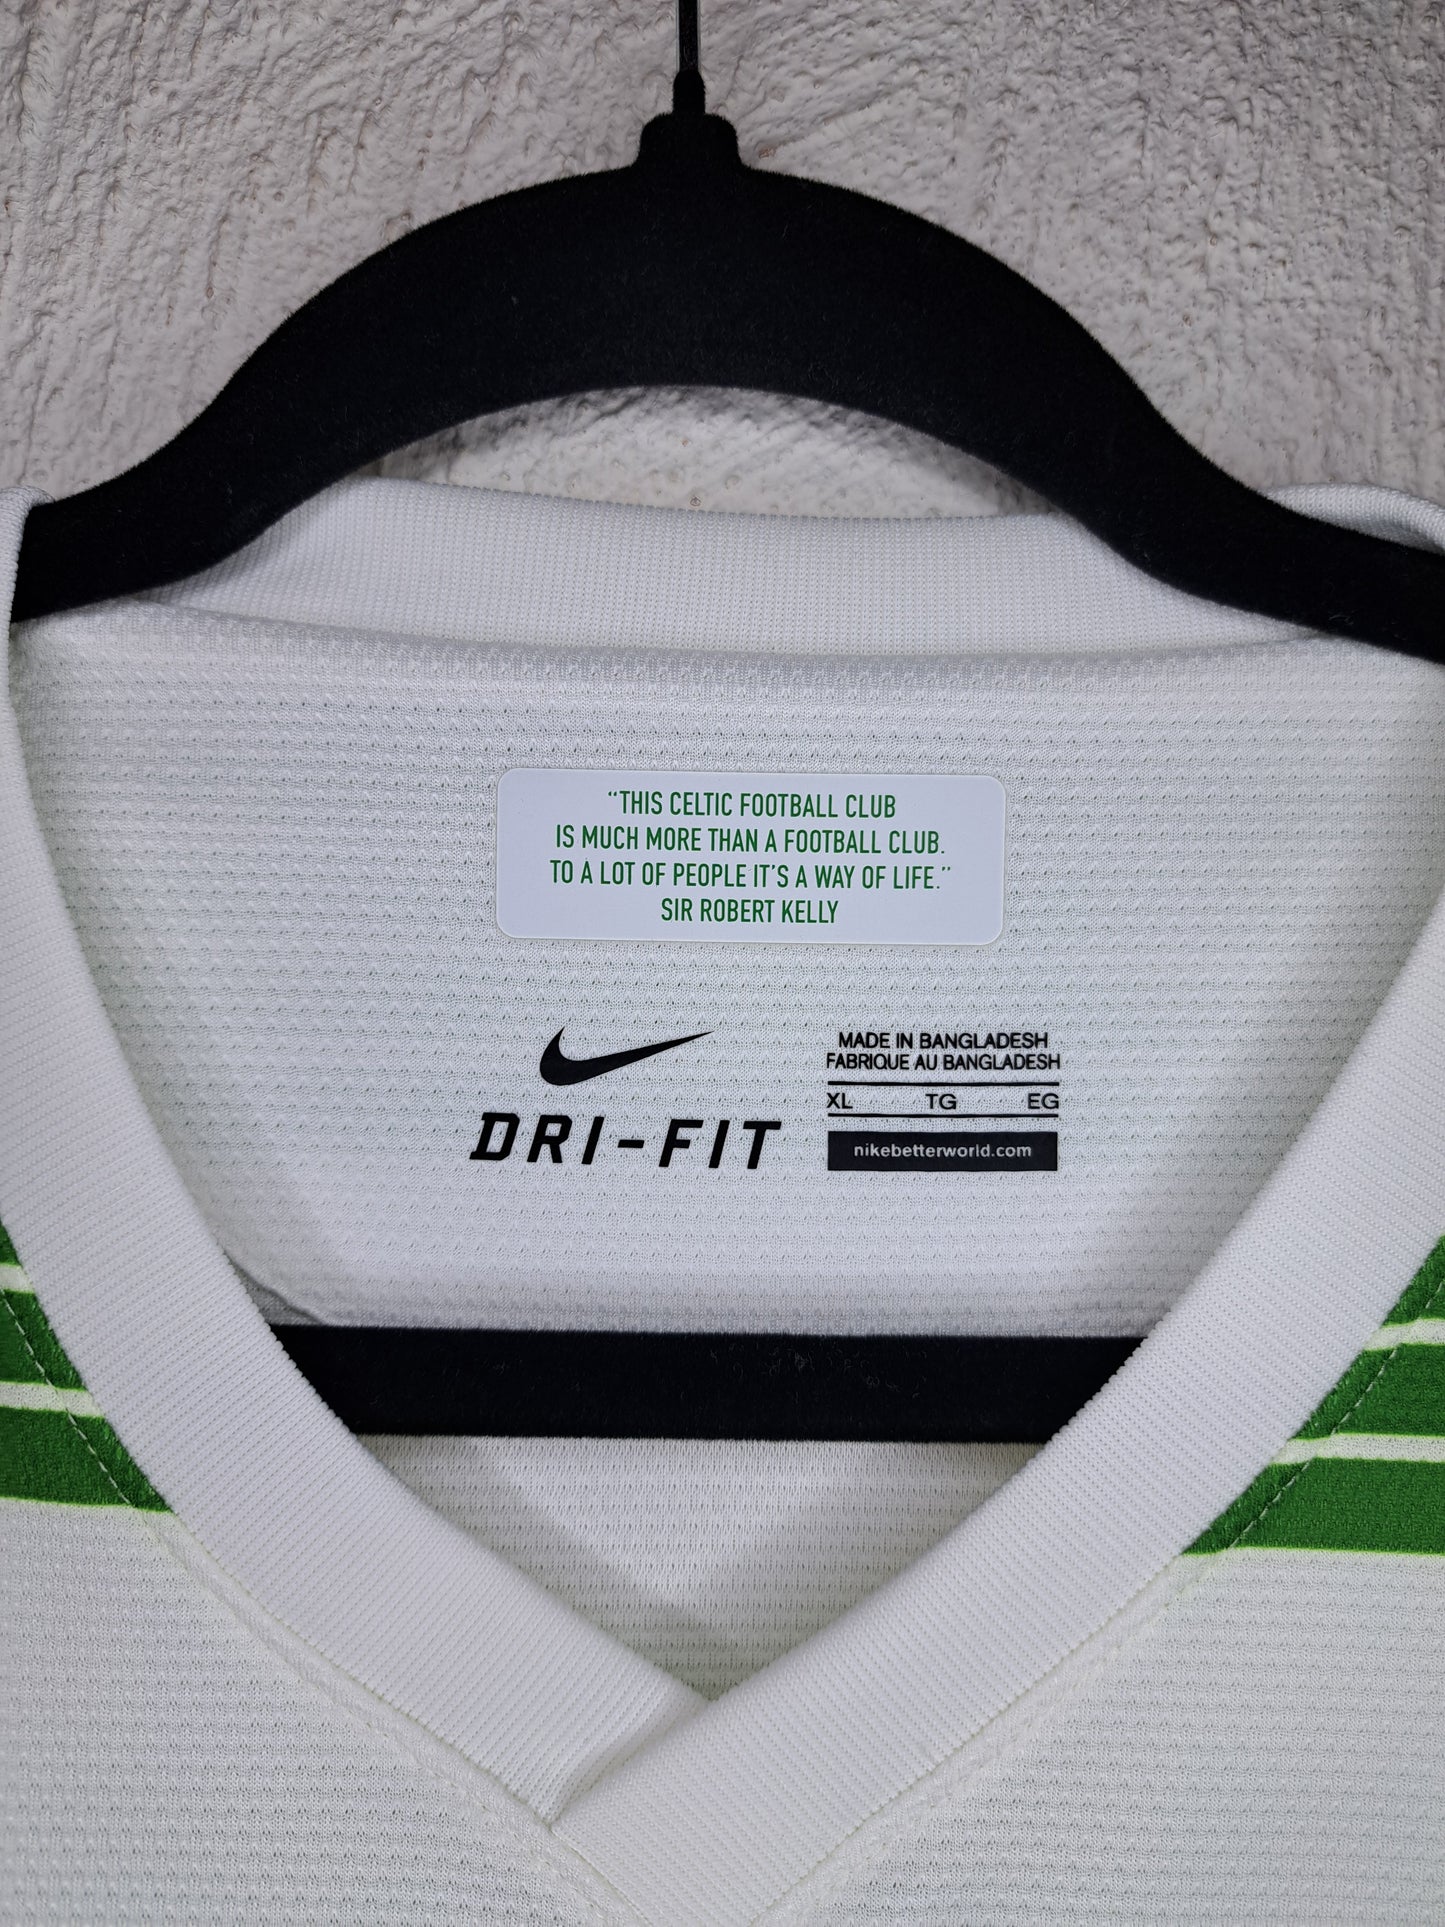 “THIS CELTIC FOOTBALL CLUB
IS MUCH MORE THAN A FOOTBALL CLUB.
TO A LOT OF PEOPLE IT’S A WAY OF LIFE.”
SIR ROBERT KELLY
DRI-FIT
MADE IN BANGLADESH
FABRIQUE AU BANGLADESH
XL TG EG
nikebetterworld.com